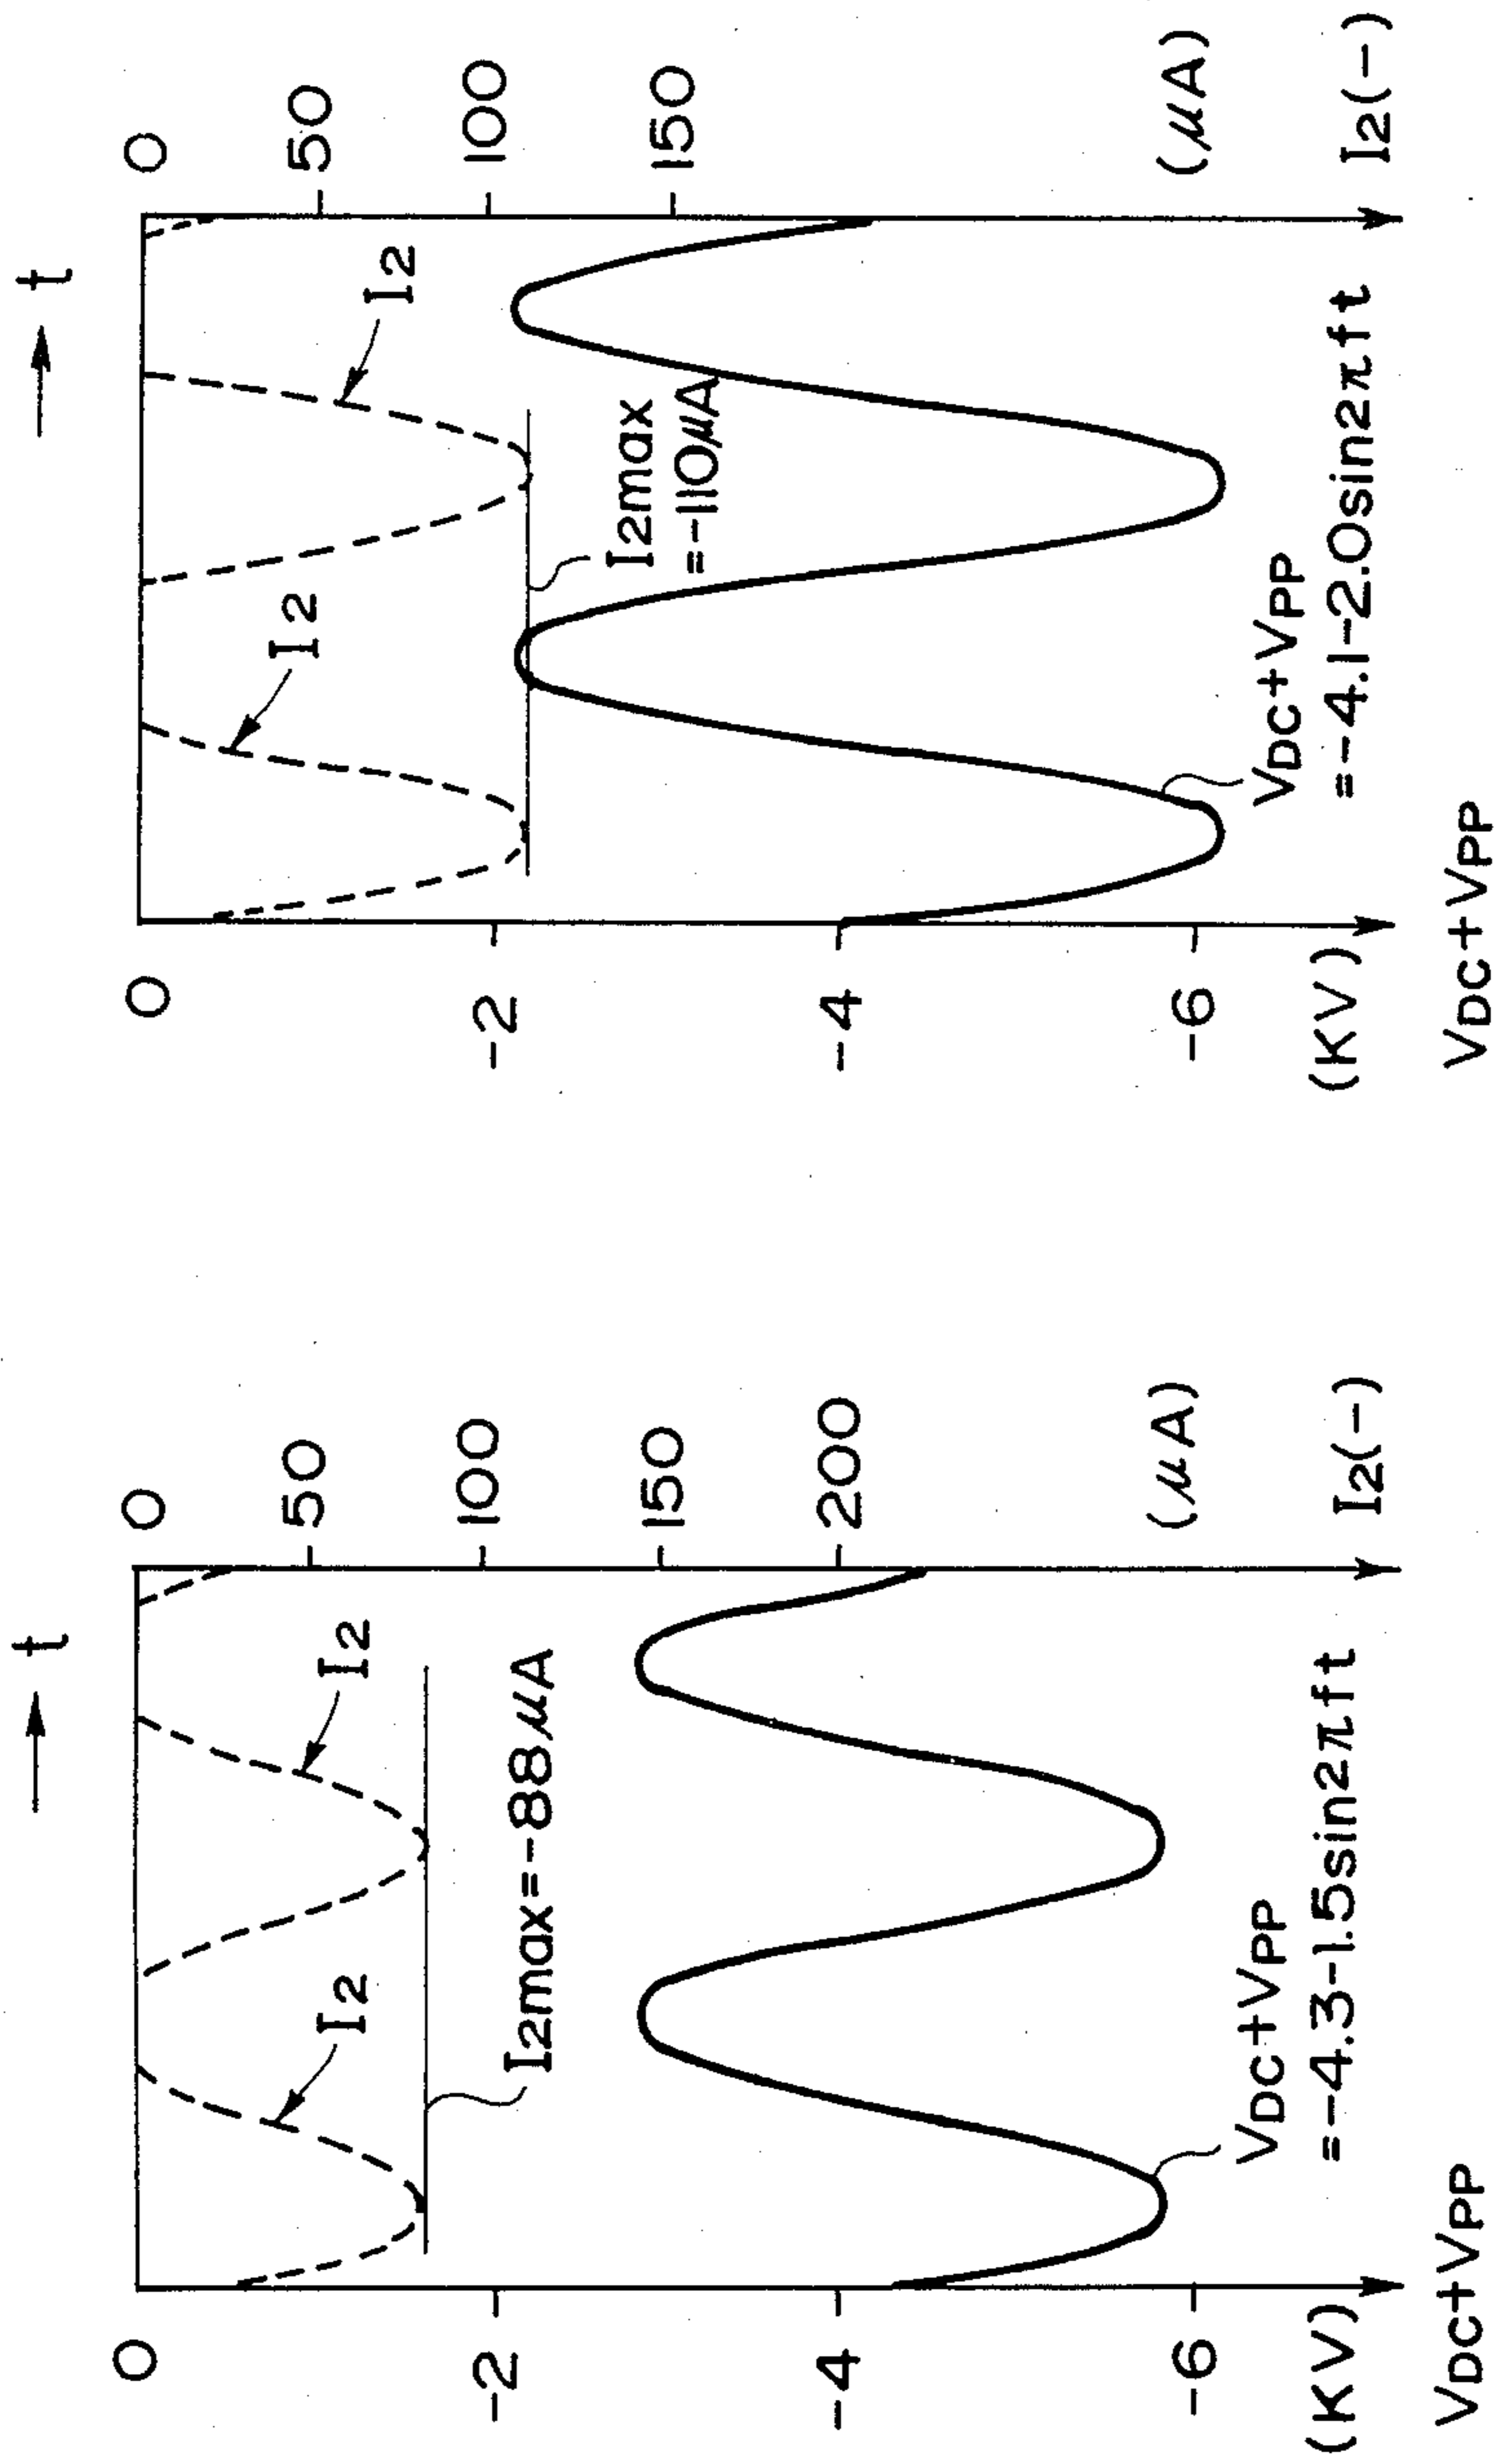 t
0
-2
-4
-6
(KV)
VDC+VPP
0
50
100
150
200
(μA)
I2(-)
I2
I2
I2max=-88μA
VDC+VPP
=-4.3-1.5sin2πft
t
0
-2
-4
-6
(KV)
VDC+VPP
0
50
100
150
(μA)
I2(-)
I2
I2
I2max
=-110μA
VDC+VPP
=-4.1-2.0sin2πft